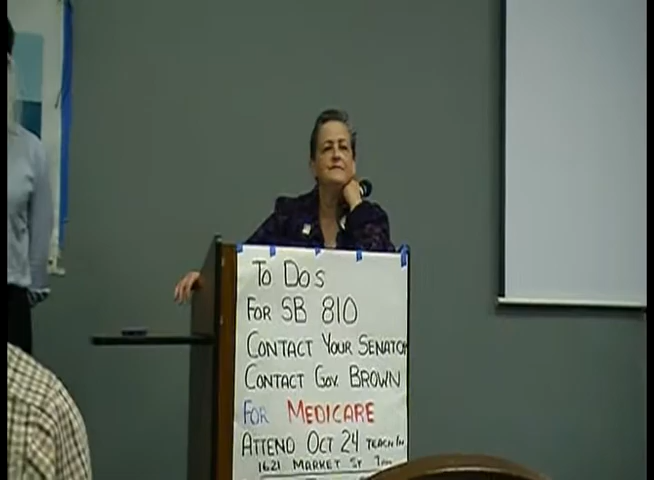 TO DOS
FOR SB 810
CONTACT YOUR SENATOR
CONTACT GOV. BROWN
FOR MEDICARE
ATTEND OCT 24 TEACH IN
1621 MARKET ST 7PM